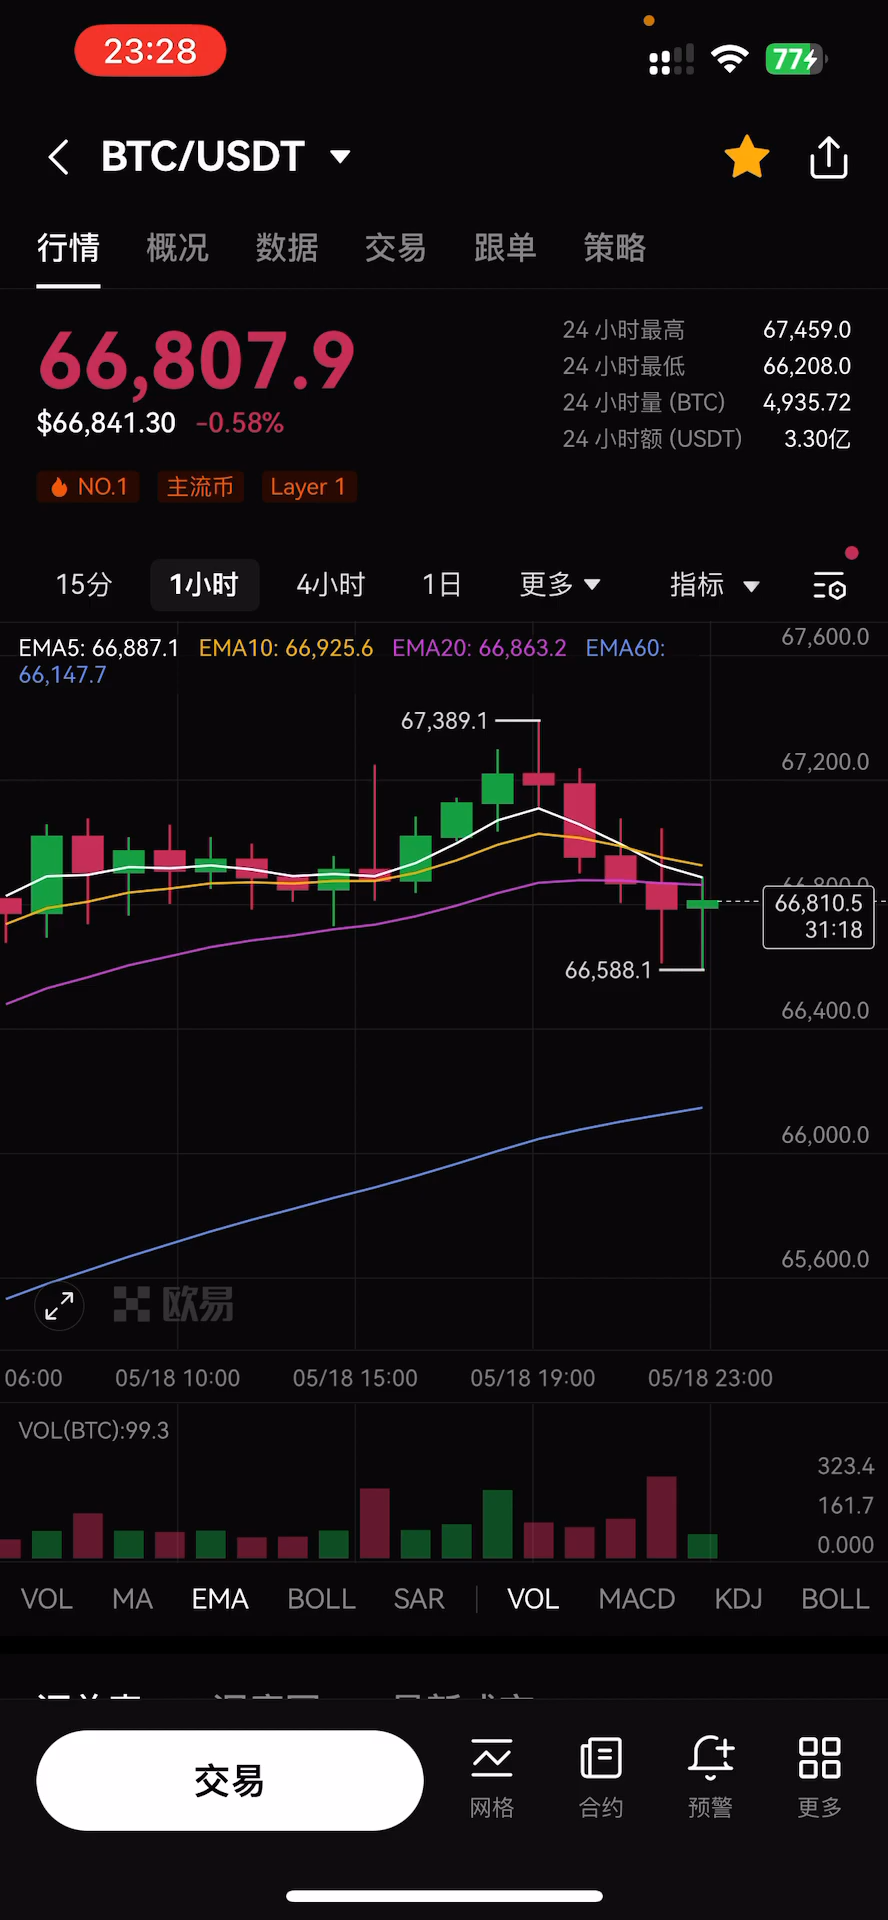 23:28
77
BTC/USDT
行情 概况 数据 交易 跟单 策略
66,807.9
$66,841.30 -0.58%
24 小时最高 67,459.0
24 小时最低 66,208.0
24 小时量 (BTC) 4,935.72
24 小时额 (USDT) 3.30亿
NO.1 主流币 Layer 1
15分 1小时 4小时 1日 更多 指标
EMA5: 66,887.1 EMA10: 66,925.6 EMA20: 66,863.2 EMA60:
66,147.7
67,600.0
67,389.1
67,200.0
66,800.0
66,810.5
31:18
66,588.1
66,400.0
66,000.0
65,600.0
欧易
06:00 05/18 10:00 05/18 15:00 05/18 19:00 05/18 23:00
VOL(BTC):99.3
323.4
161.7
0.000
VOL MA EMA BOLL SAR VOL MACD KDJ BOLL
交易
网格 合约 预警 更多